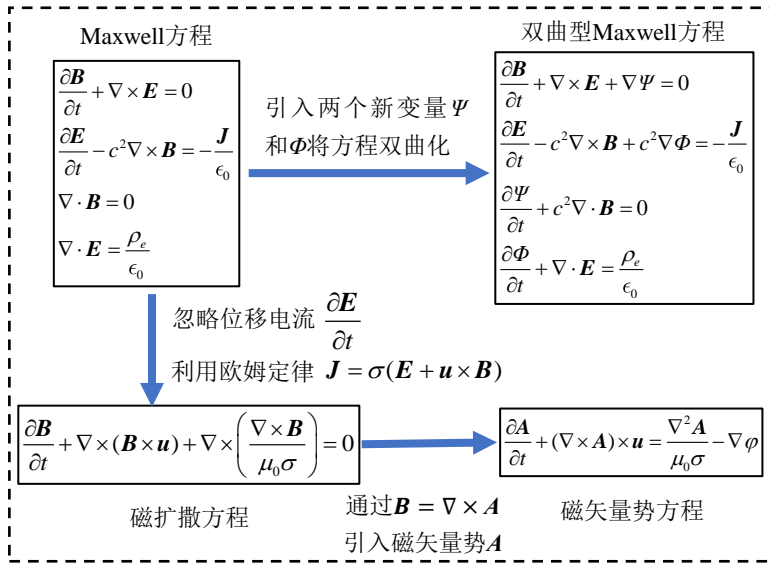 Maxwell方程
∂B/∂t + ∇ × E = 0
∂E/∂t − c²∇ × B = − J/ϵ₀
∇ · B = 0
∇ · E = ρₑ/ϵ₀
引入两个新变量Ψ
和Φ将方程双曲化
双曲型Maxwell方程
∂B/∂t + ∇ × E + ∇Ψ = 0
∂E/∂t − c²∇ × B + c²∇Φ = − J/ϵ₀
∂Ψ/∂t + c²∇ · B = 0
∂Φ/∂t + ∇ · E = ρₑ/ϵ₀
忽略位移电流 ∂E/∂t
利用欧姆定律 J = σ(E + u × B)
∂B/∂t + ∇ × (B × u) + ∇ × (∇ × B/μ₀σ) = 0
磁扩撒方程
通过B = ∇ × A
引入磁矢量势A
∂A/∂t + (∇ × A) × u = ∇²A/μ₀σ − ∇φ
磁矢量势方程